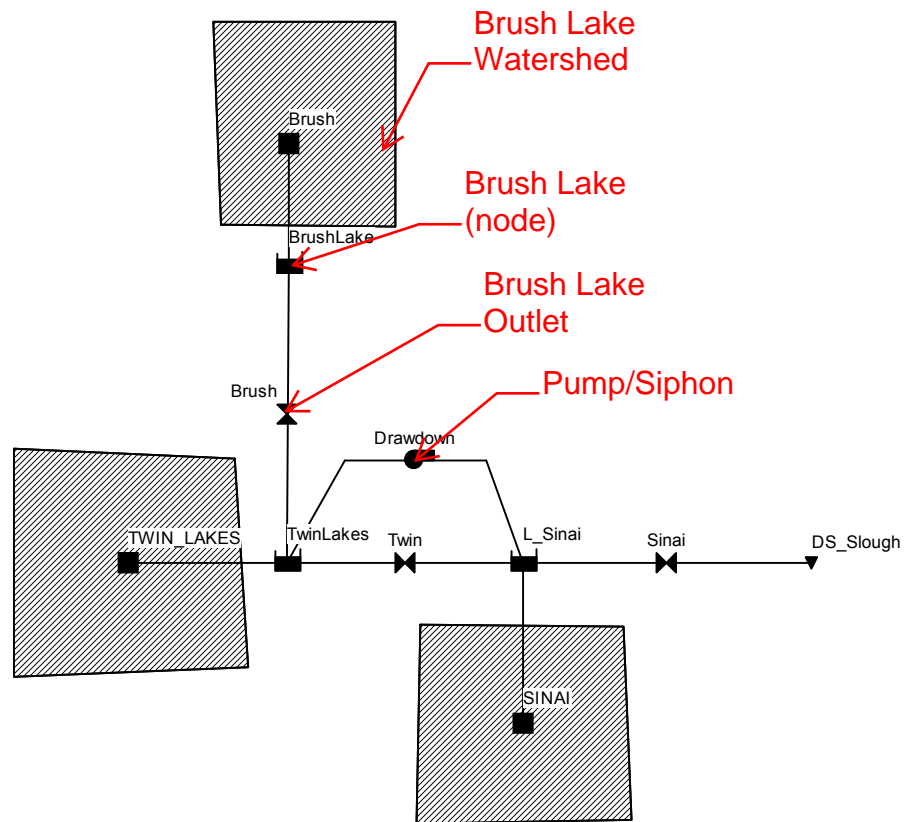 Brush Lake
Watershed
Brush
Brush Lake
(node)
BrushLake
Brush Lake
Outlet
Brush
Pump/Siphon
Drawdown
TWIN_LAKES
TwinLakes
Twin
L_Sinai
Sinai
DS_Slough
SINAI